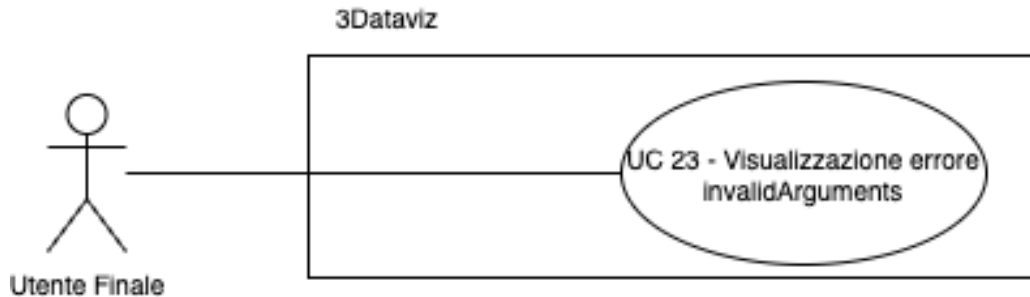 3Dataviz
UC 23 - Visualizzazione errore
invalidArguments
Utente Finale